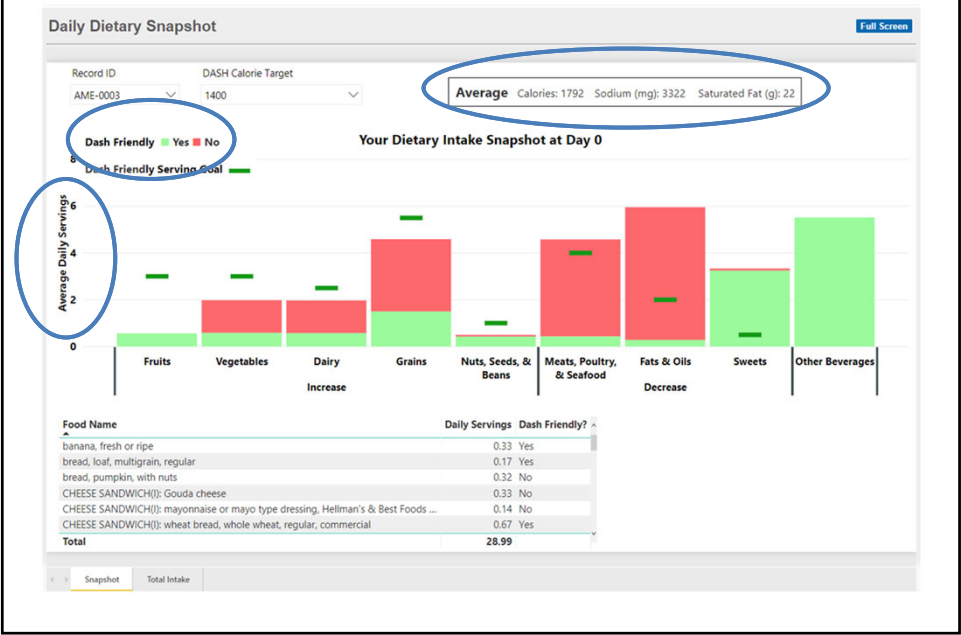 Daily Dietary Snapshot
Full Screen
Record ID
DASH Calorie Target
AME-0003
1400
Average Calories: 1792 Sodium (mg): 3322 Saturated Fat (g): 22
Dash Friendly Yes No
Your Dietary Intake Snapshot at Day 0
Dash Friendly Serving Goal
Average Daily Servings
8
6
4
2
0
Fruits
Vegetables
Dairy
Grains
Nuts, Seeds, &
Beans
Meats, Poultry,
& Seafood
Fats & Oils
Sweets
Other Beverages
Increase
Decrease
Food Name Daily Servings Dash Friendly?
banana, fresh or ripe 0.33 Yes
bread, loaf, multigrain, regular 0.17 Yes
bread, pumpkin, with nuts 0.32 No
CHEESE SANDWICH(I): Gouda cheese 0.33 No
CHEESE SANDWICH(I): mayonnaise or mayo type dressing, Hellman's & Best Foods ... 0.14 No
CHEESE SANDWICH(I): wheat bread, whole wheat, regular, commercial 0.67 Yes
Total 28.99
Snapshot
Total Intake